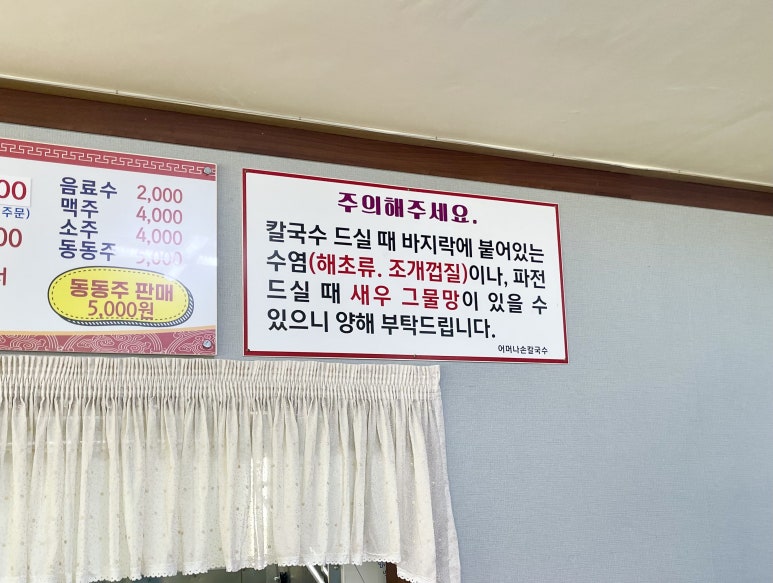 00
주문)
00
음료수 2,000
맥주 4,000
소주 4,000
동동주 5,000
동동주 판매
5,000원
주의해주세요.
칼국수 드실 때 바지락에 붙어있는
수염(해초류. 조개껍질)이나, 파전
드실 때 새우 그물망이 있을 수
있으니 양해 부탁드립니다.
어머나손칼국수